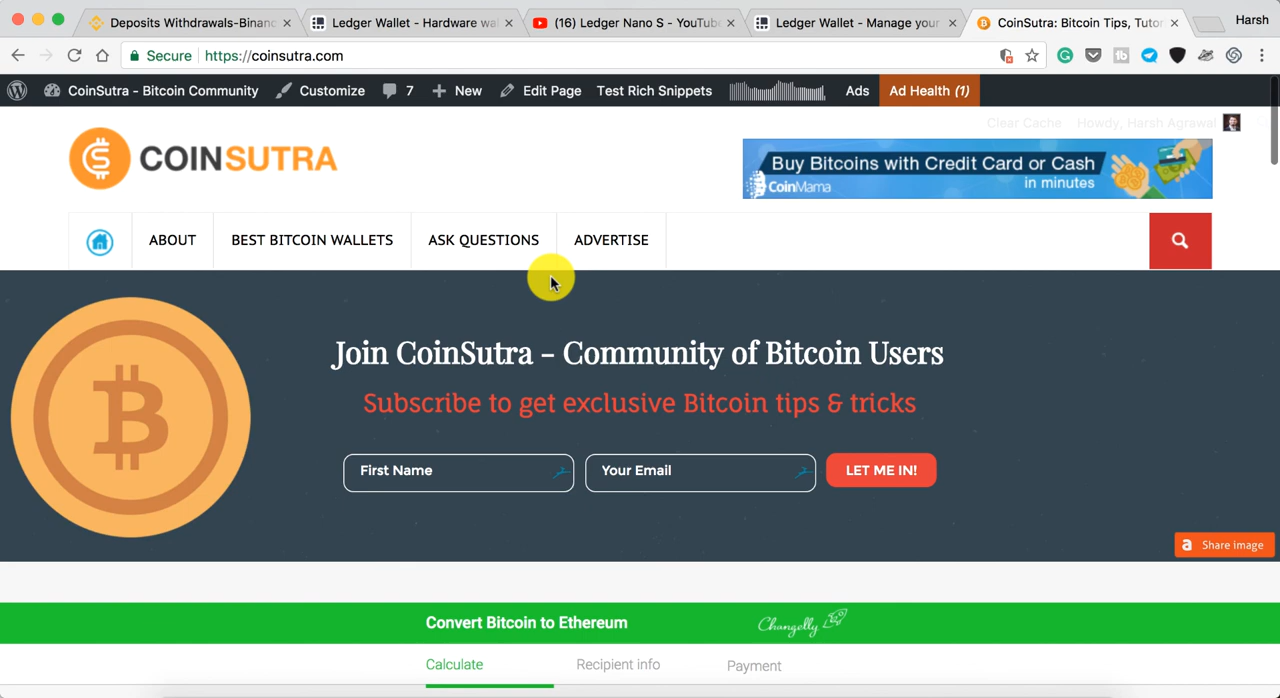 Deposits Withdrawals-Binanc
Ledger Wallet - Hardware wal
(16) Ledger Nano S - YouTube
Ledger Wallet - Manage your
CoinSutra: Bitcoin Tips, Tutor
Harsh
Secure
https://coinsutra.com
CoinSutra - Bitcoin Community
Customize
7
New
Edit Page
Test Rich Snippets
Ads
Ad Health (1)
Clear Cache
Howdy, Harsh Agrawal
COINSUTRA
Buy Bitcoins with Credit Card or Cash
in minutes
CoinMama
ABOUT
BEST BITCOIN WALLETS
ASK QUESTIONS
ADVERTISE
Join CoinSutra - Community of Bitcoin Users
Subscribe to get exclusive Bitcoin tips & tricks
First Name
Your Email
LET ME IN!
a Share image
Convert Bitcoin to Ethereum
Changelly
Calculate
Recipient info
Payment